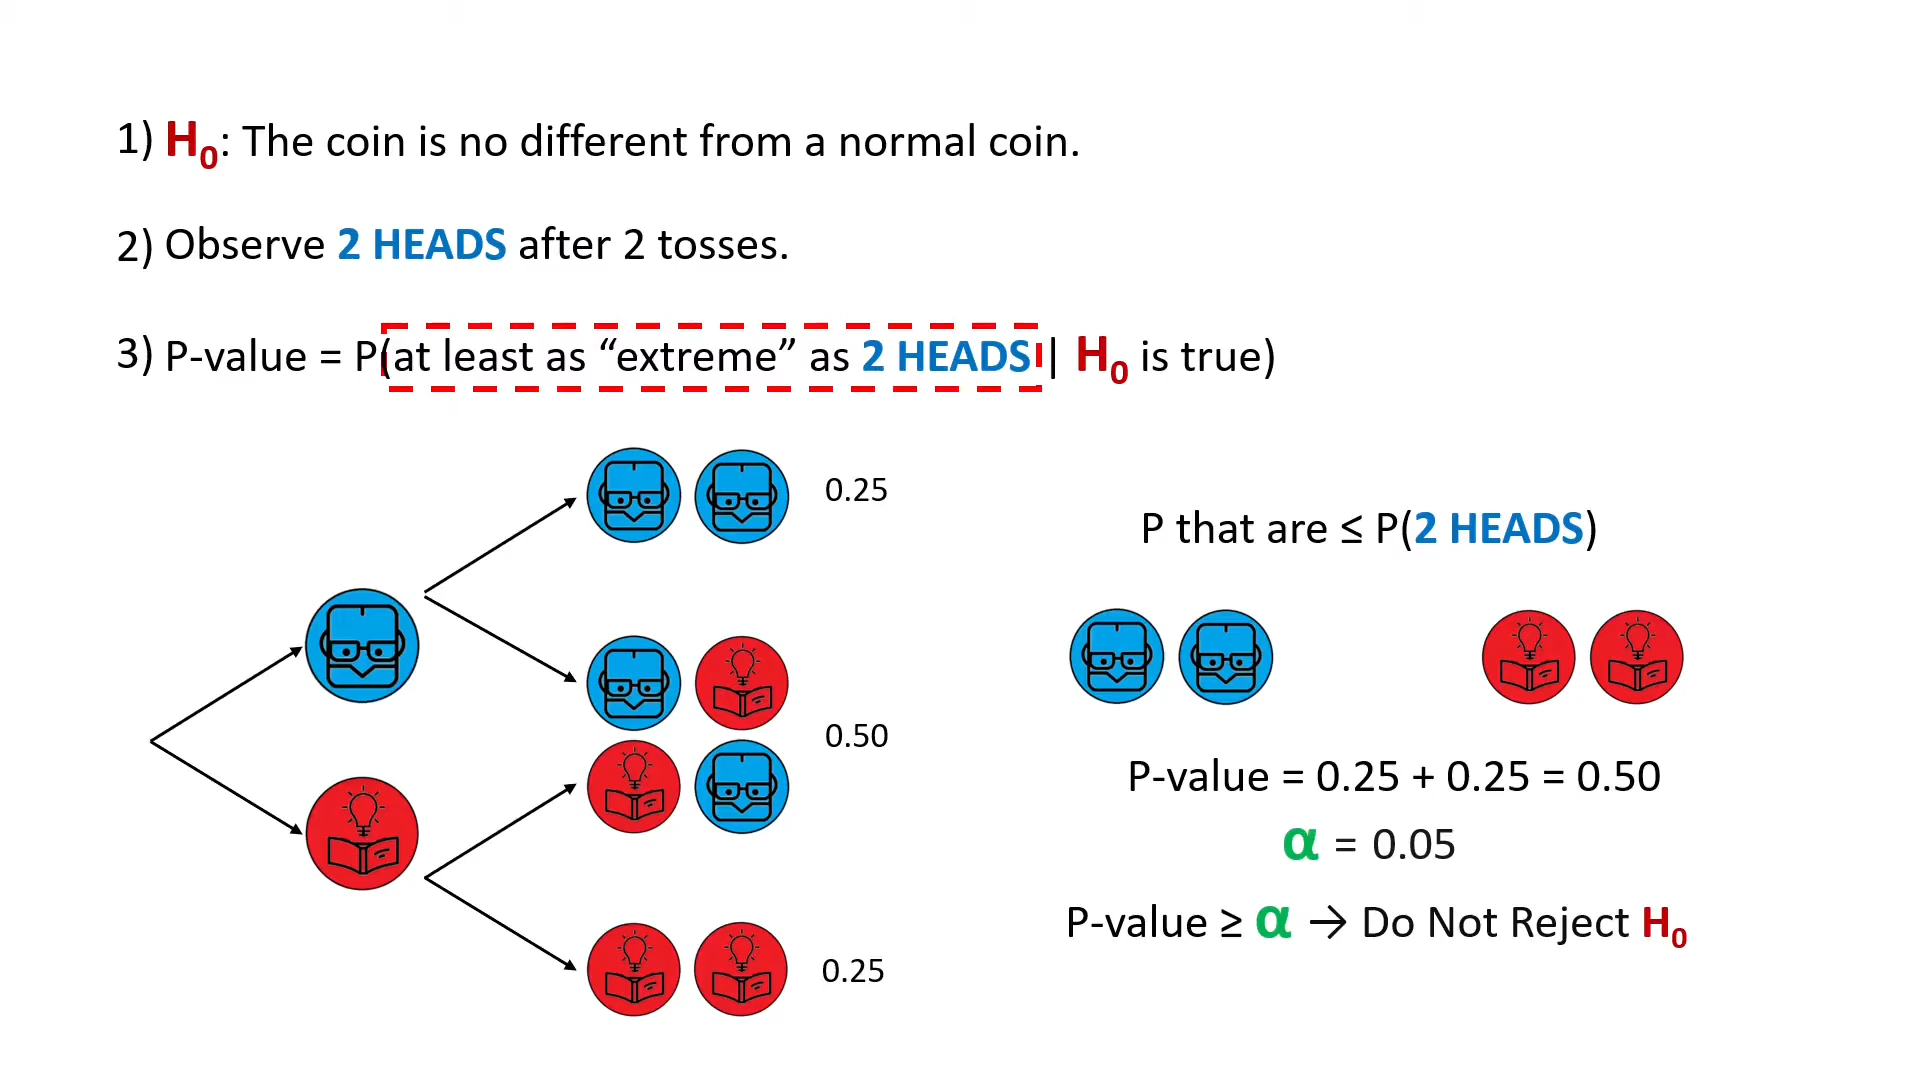 1) H₀: The coin is no different from a normal coin.
2) Observe 2 HEADS after 2 tosses.
3) P-value = P(at least as “extreme” as 2 HEADS | H₀ is true)
0.25
0.50
0.25
P that are ≤ P(2 HEADS)
P-value = 0.25 + 0.25 = 0.50
α = 0.05
P-value ≥ α → Do Not Reject H₀